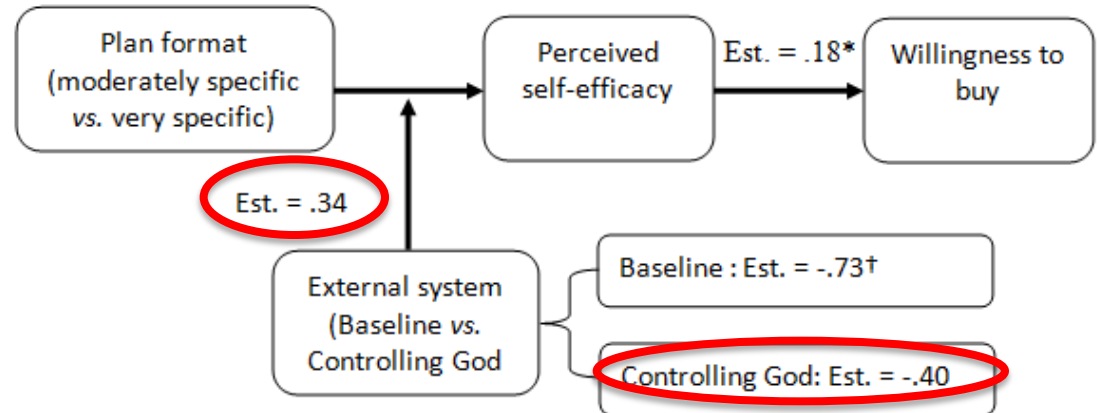 Plan format
(moderately specific
vs. very specific)
Perceived
self-efficacy
Est. = .18*
Willingness to
buy
Est. = .34
External system
(Baseline vs.
Controlling God
Baseline : Est. = -.73†
Controlling God: Est. = -.40